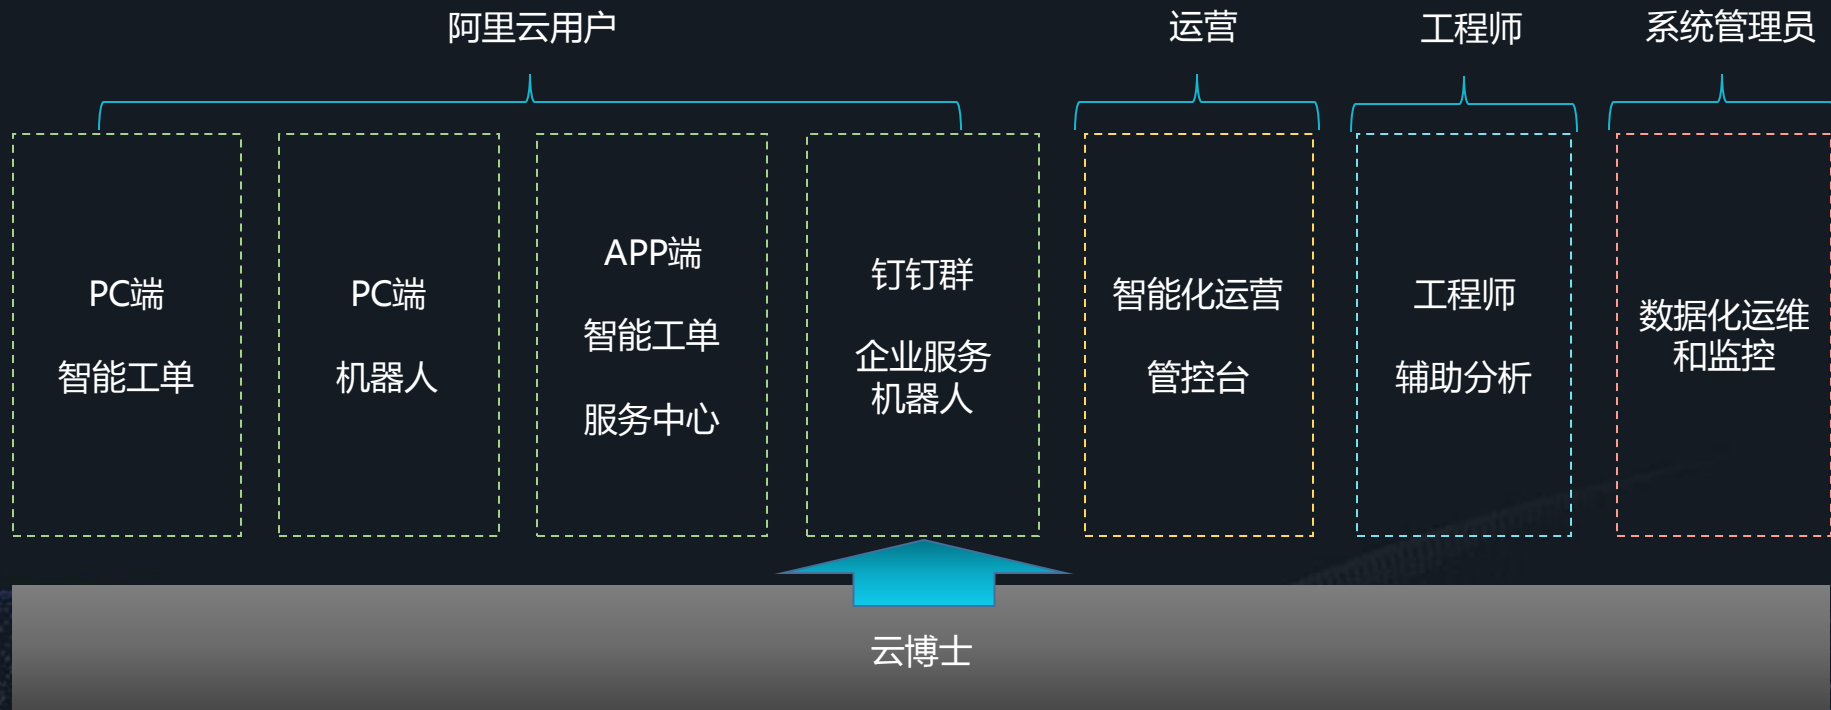 阿里云用户
运营
工程师
系统管理员
PC端
智能工单
PC端
机器人
APP端
智能工单
服务中心
钉钉群
企业服务
机器人
智能化运营
管控台
工程师
辅助分析
数据化运维
和监控
云博士